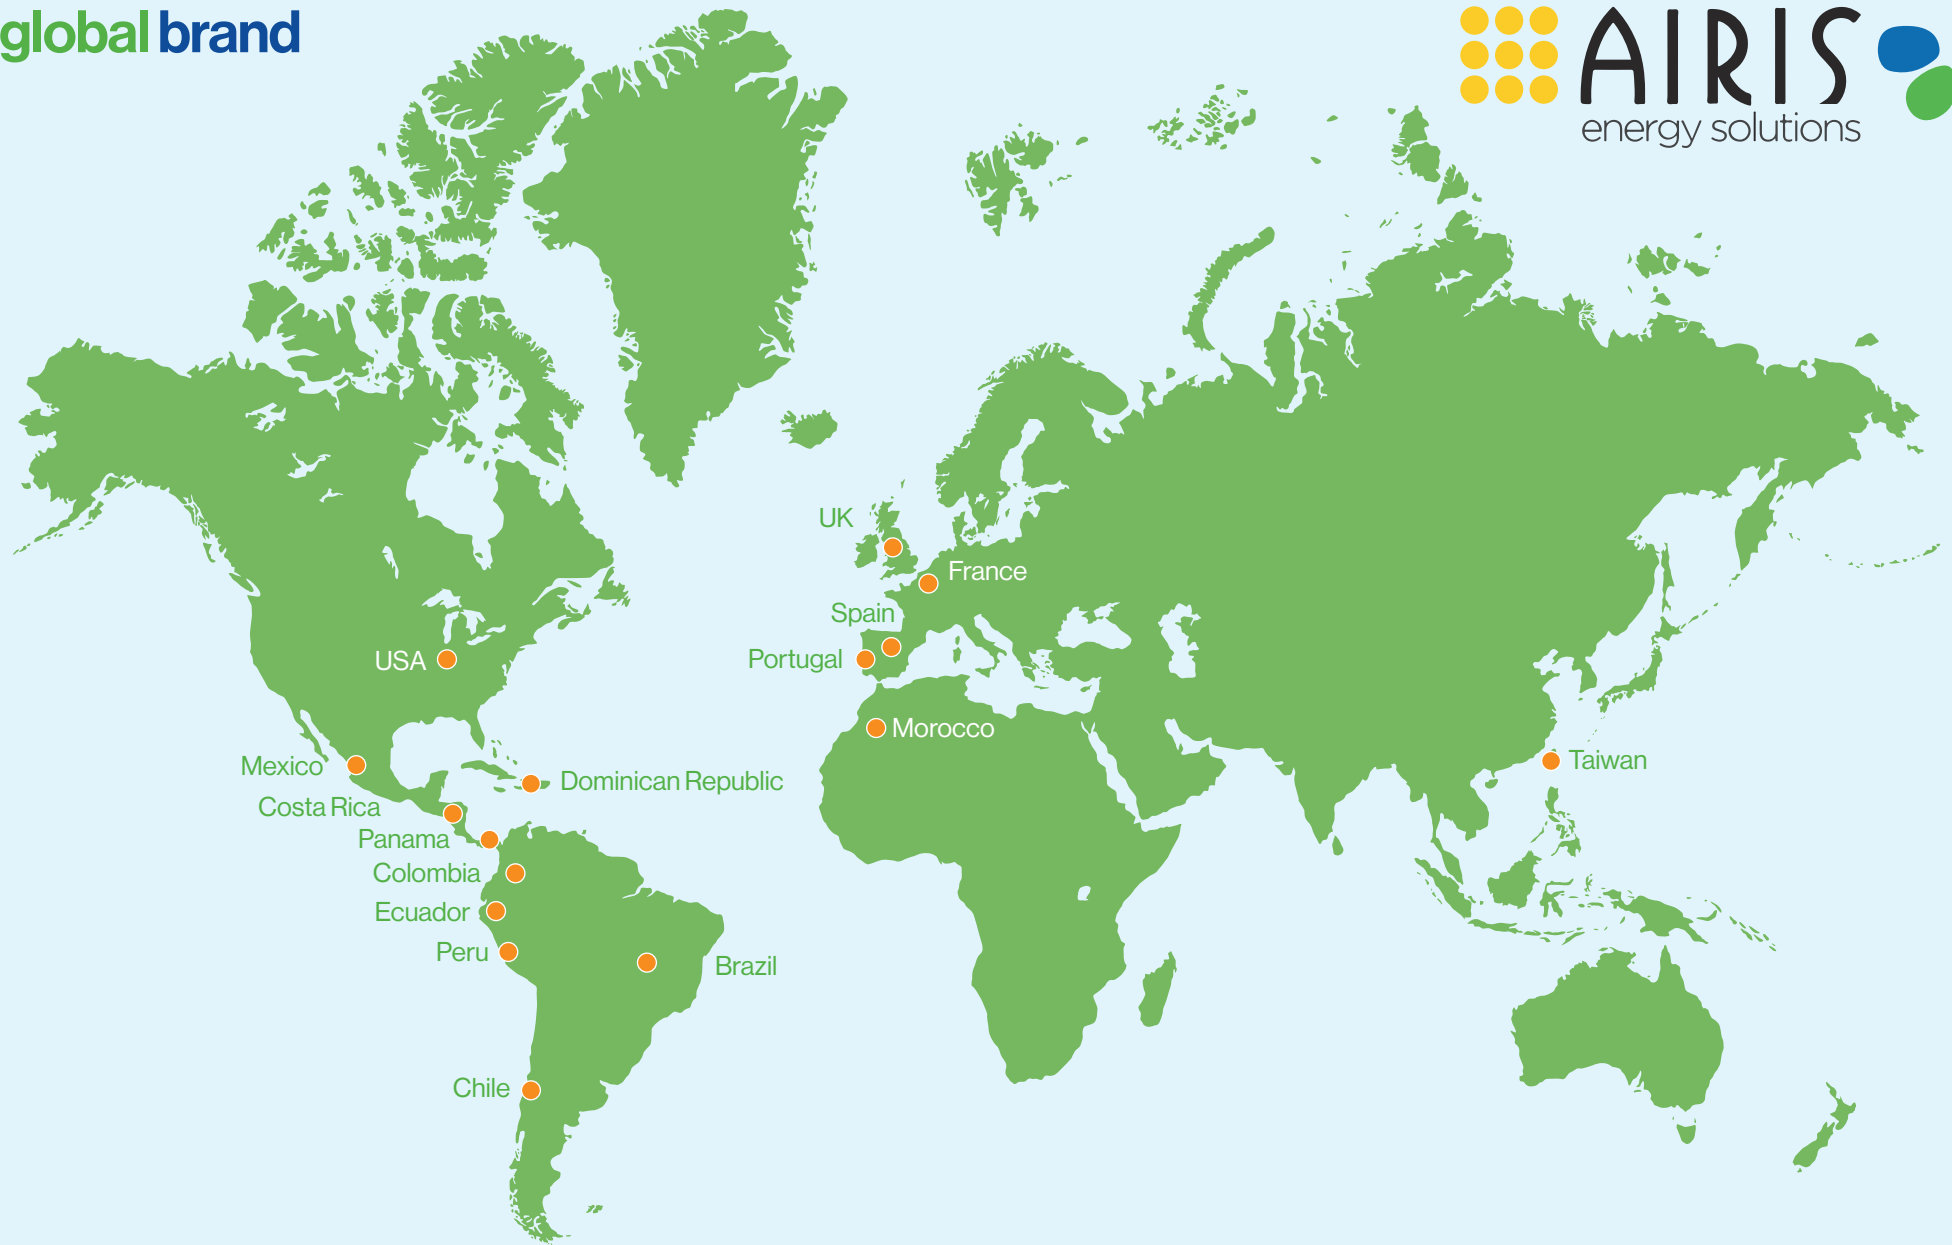 global brand
AIRIS
energy solutions
UK
France
Spain
Portugal
USA
Morocco
Mexico
Dominican Republic
Taiwan
Costa Rica
Panama
Colombia
Ecuador
Peru
Brazil
Chile